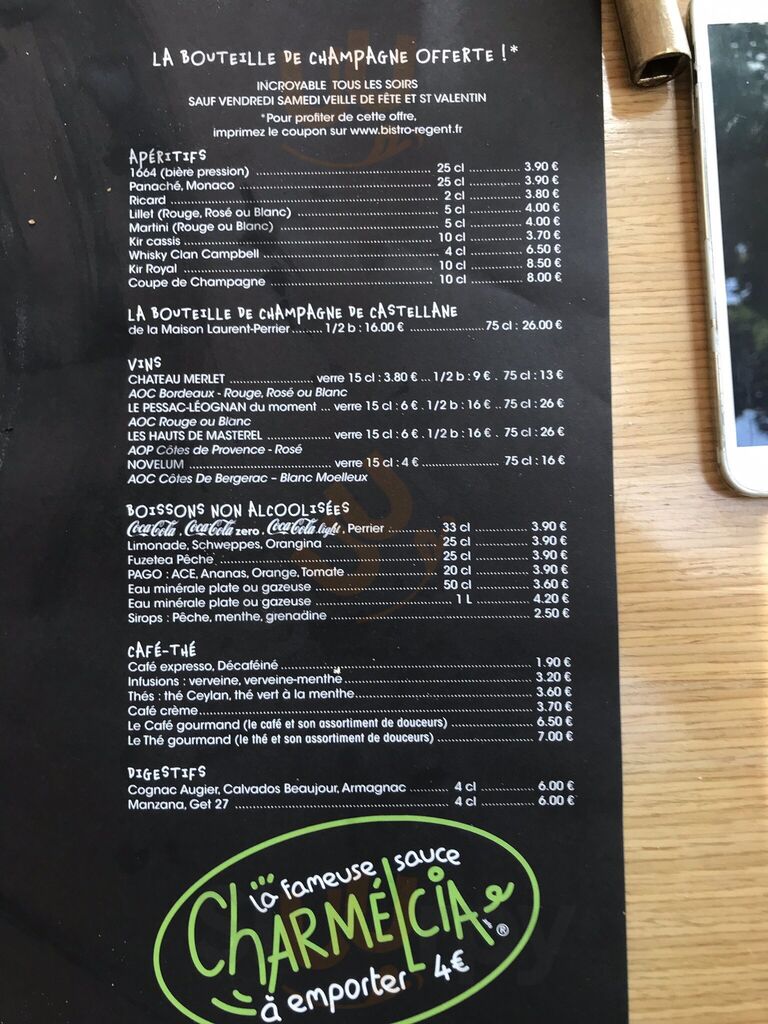 LA BOUTEILLE DE CHAMPAGNE OFFERTE !*
INCROYABLE TOUS LES SOIRS
SAUF VENDREDI SAMEDI VEILLE DE FÊTE ET ST VALENTIN
*Pour profiter de cette offre,
imprimez le coupon sur www.bistro-regent.fr
APÉRITIFS
1664 (bière pression) 25 cl 3.90 €
Panaché, Monaco 25 cl 3.90 €
Ricard 2 cl 3.80 €
Lillet (Rouge, Rosé ou Blanc) 5 cl 4.00 €
Martini (Rouge ou Blanc) 5 cl 4.00 €
Kir cassis 10 cl 3.70 €
Whisky Clan Campbell 4 cl 6.50 €
Kir Royal 10 cl 8.50 €
Coupe de Champagne 10 cl 8.00 €
LA BOUTEILLE DE CHAMPAGNE DE CASTELLANE
de la Maison Laurent-Perrier 1/2 b : 16.00 € 75 cl : 26.00 €
VINS
CHATEAU MERLET verre 15 cl : 3.80 € ... 1/2 b : 9 € . 75 cl : 13 €
AOC Bordeaux - Rouge, Rosé ou Blanc
LE PESSAC-LÉOGNAN du moment ... verre 15 cl : 6 € . 1/2 b : 16 € .. 75 cl : 26 €
AOC Rouge ou Blanc
LES HAUTS DE MASTEREL verre 15 cl : 6 € . 1/2 b : 16 € . 75 cl : 26 €
AOP Côtes de Provence - Rosé
NOVELUM verre 15 cl : 4 € 75 cl : 16 €
AOC Côtes De Bergerac – Blanc Moelleux
BOISSONS NON ALCOOLISÉES
Coca-Cola, Coca-Cola zero, Coca-Cola light, Perrier 33 cl 3.90 €
Limonade, Schweppes, Orangina 25 cl 3.90 €
Fuzetea Pêche 25 cl 3.90 €
PAGO : ACE, Ananas, Orange, Tomate 20 cl 3.90 €
Eau minérale plate ou gazeuse 50 cl 3.60 €
Eau minérale plate ou gazeuse 1 L 4.20 €
Sirops : Pêche, menthe, grenadine 2.50 €
CAFÉ-THÉ
Café expresso, Décaféiné 1.90 €
Infusions : verveine, verveine-menthe 3.20 €
Thés : thé Ceylan, thé vert à la menthe 3.60 €
Café crème 3.70 €
Le Café gourmand (le café et son assortiment de douceurs) 6.50 €
Le Thé gourmand (le thé et son assortiment de douceurs) 7.00 €
DIGESTIFS
Cognac Augier, Calvados Beaujour, Armagnac 4 cl 6.00 €
Manzana, Get 27 4 cl 6.00 €
la fameuse sauce
CHARMÉLCIA ®
à emporter 4€